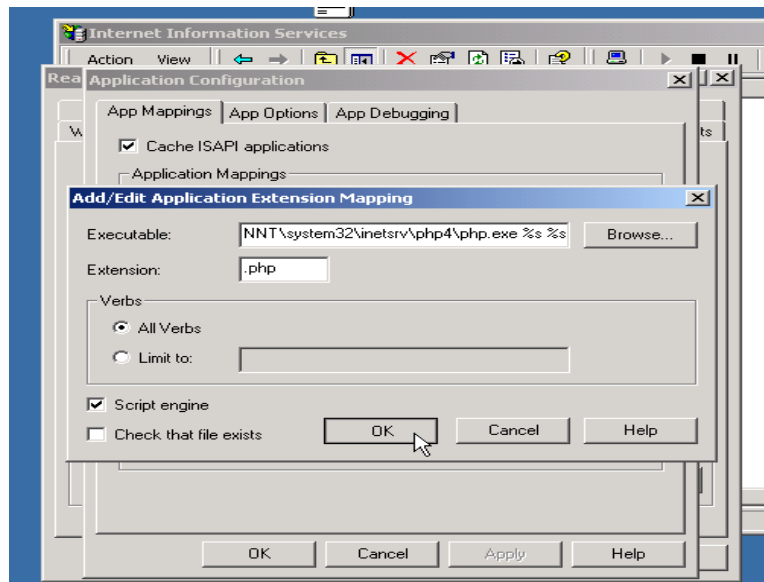 Internet Information Services
Action View
Rea
Application Configuration
App Mappings App Options App Debugging
W
ts
Cache ISAPI applications
Application Mappings
Add/Edit Application Extension Mapping
Executable: NNT\system32\inetsrv\php4\php.exe %s %s Browse...
Extension: .php
Verbs
All Verbs
Limit to:
Script engine
Check that file exists
OK Cancel Help
OK Cancel Apply Help